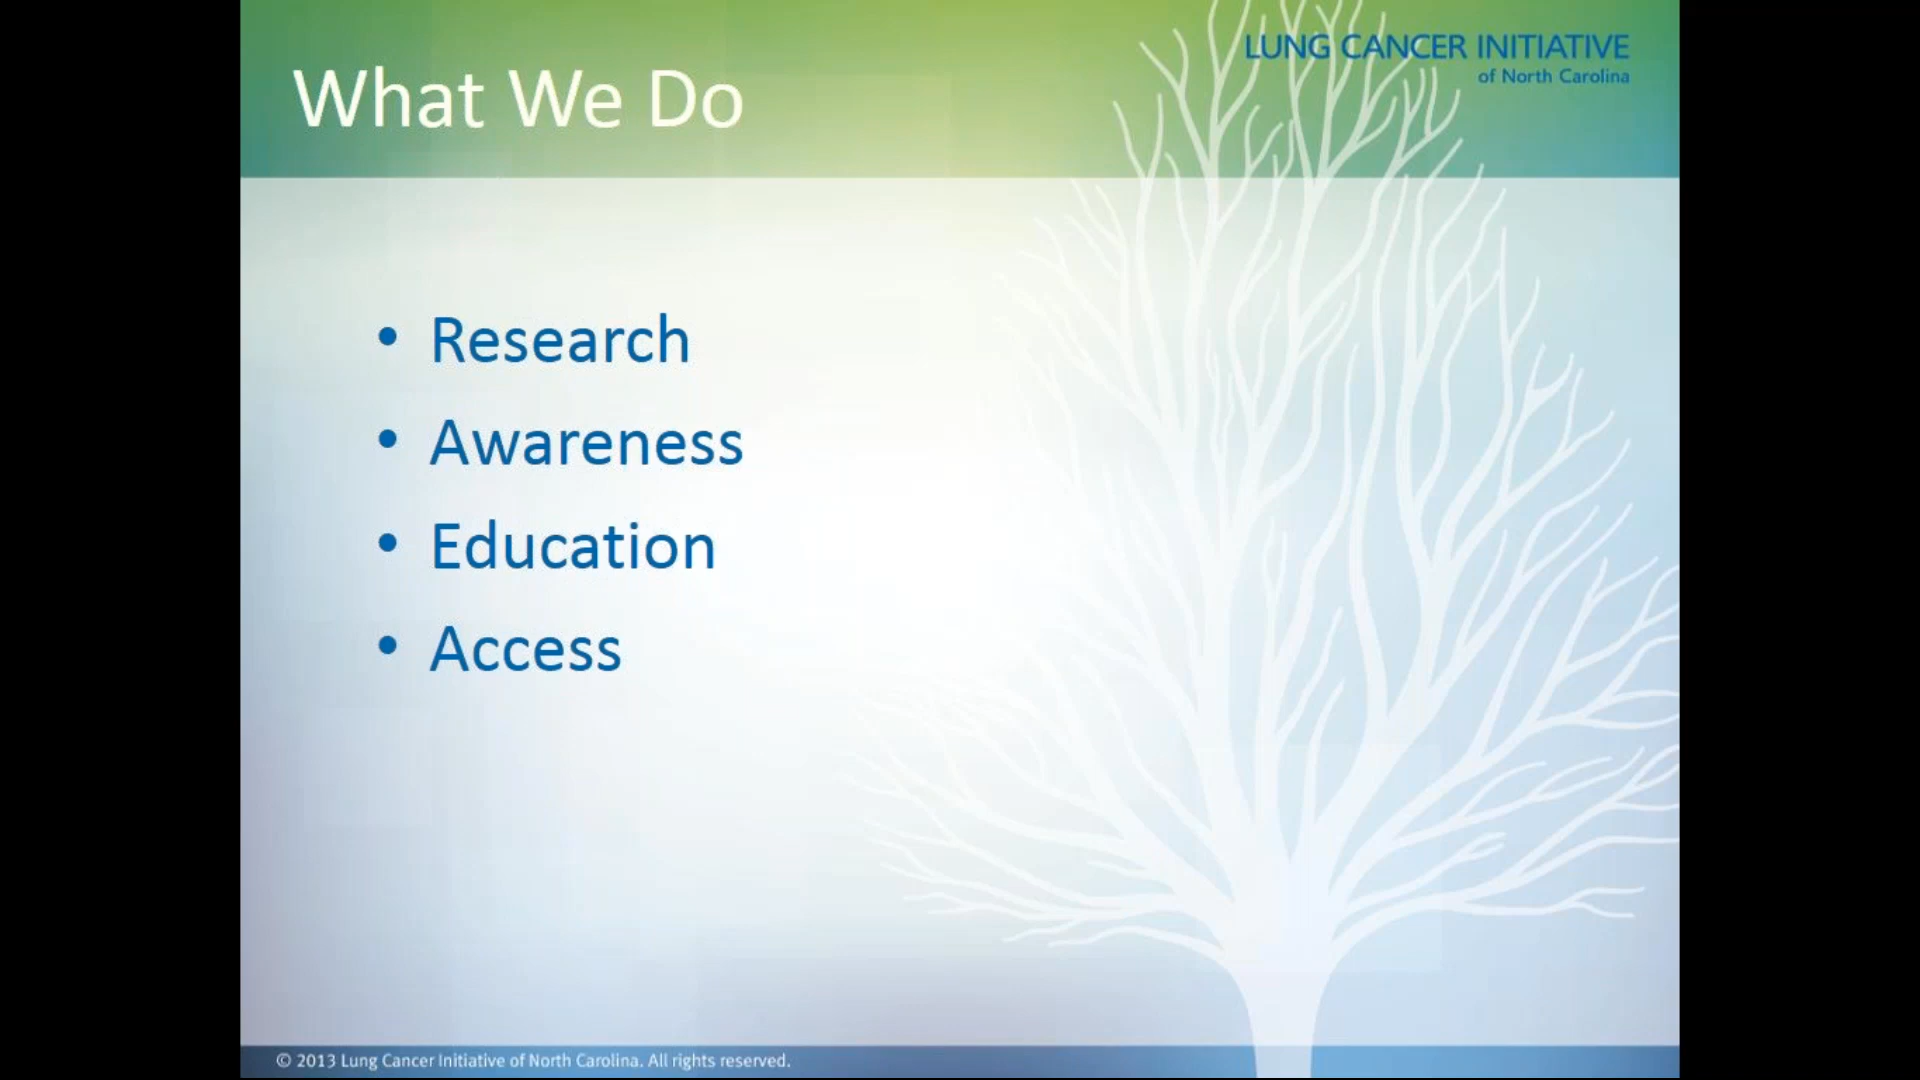 What We Do
LUNG CANCER INITIATIVE
of North Carolina
• Research
• Awareness
• Education
• Access
© 2013 Lung Cancer Initiative of North Carolina. All rights reserved.